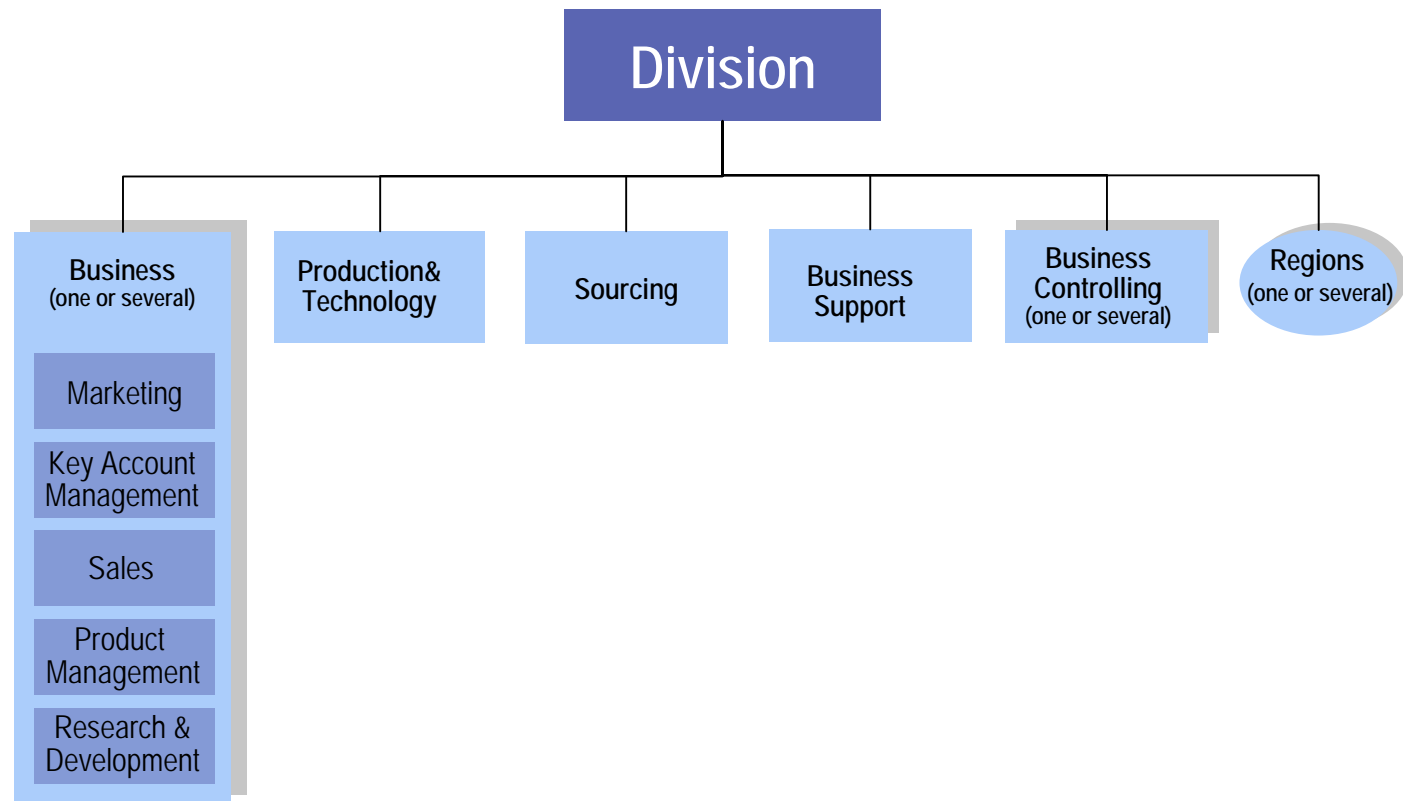 Division
Business
(one or several)
Production&
Technology
Sourcing
Business
Support
Business
Controlling
(one or several)
Regions
(one or several)
Marketing
Key Account
Management
Sales
Product
Management
Research &
Development